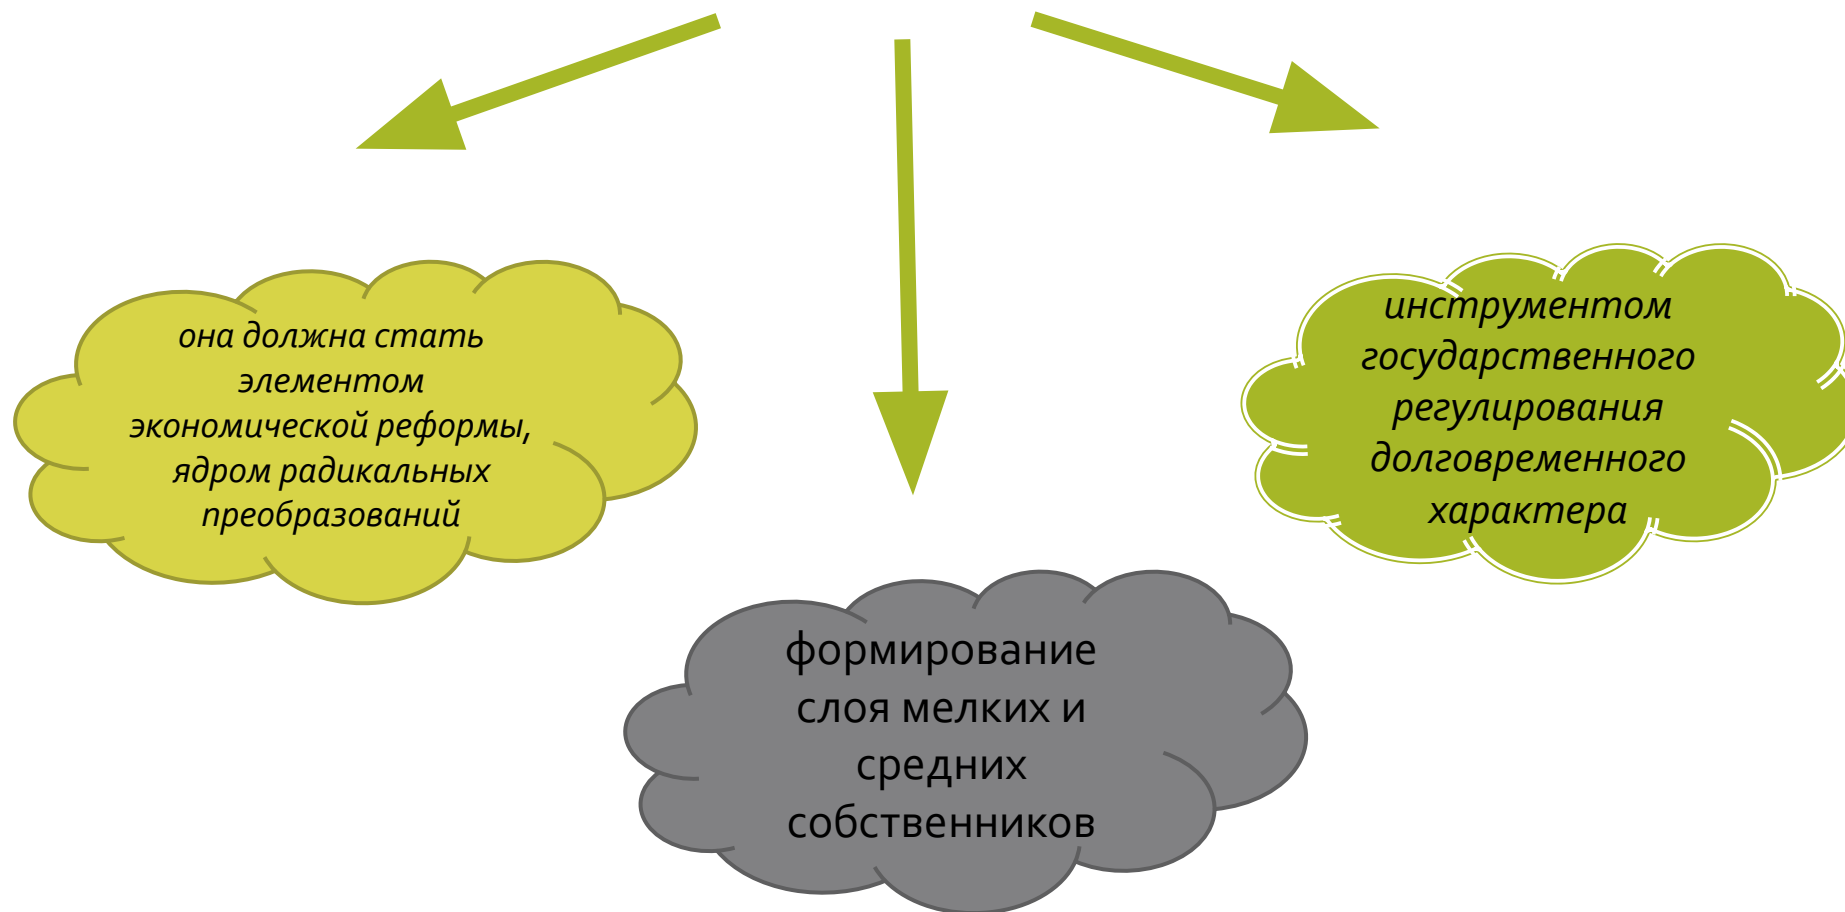 она должна стать
элементом
экономической реформы,
ядром радикальных
преобразований
формирование
слоя мелких и
средних
собственников
инструментом
государственного
регулирования
долговременного
характера